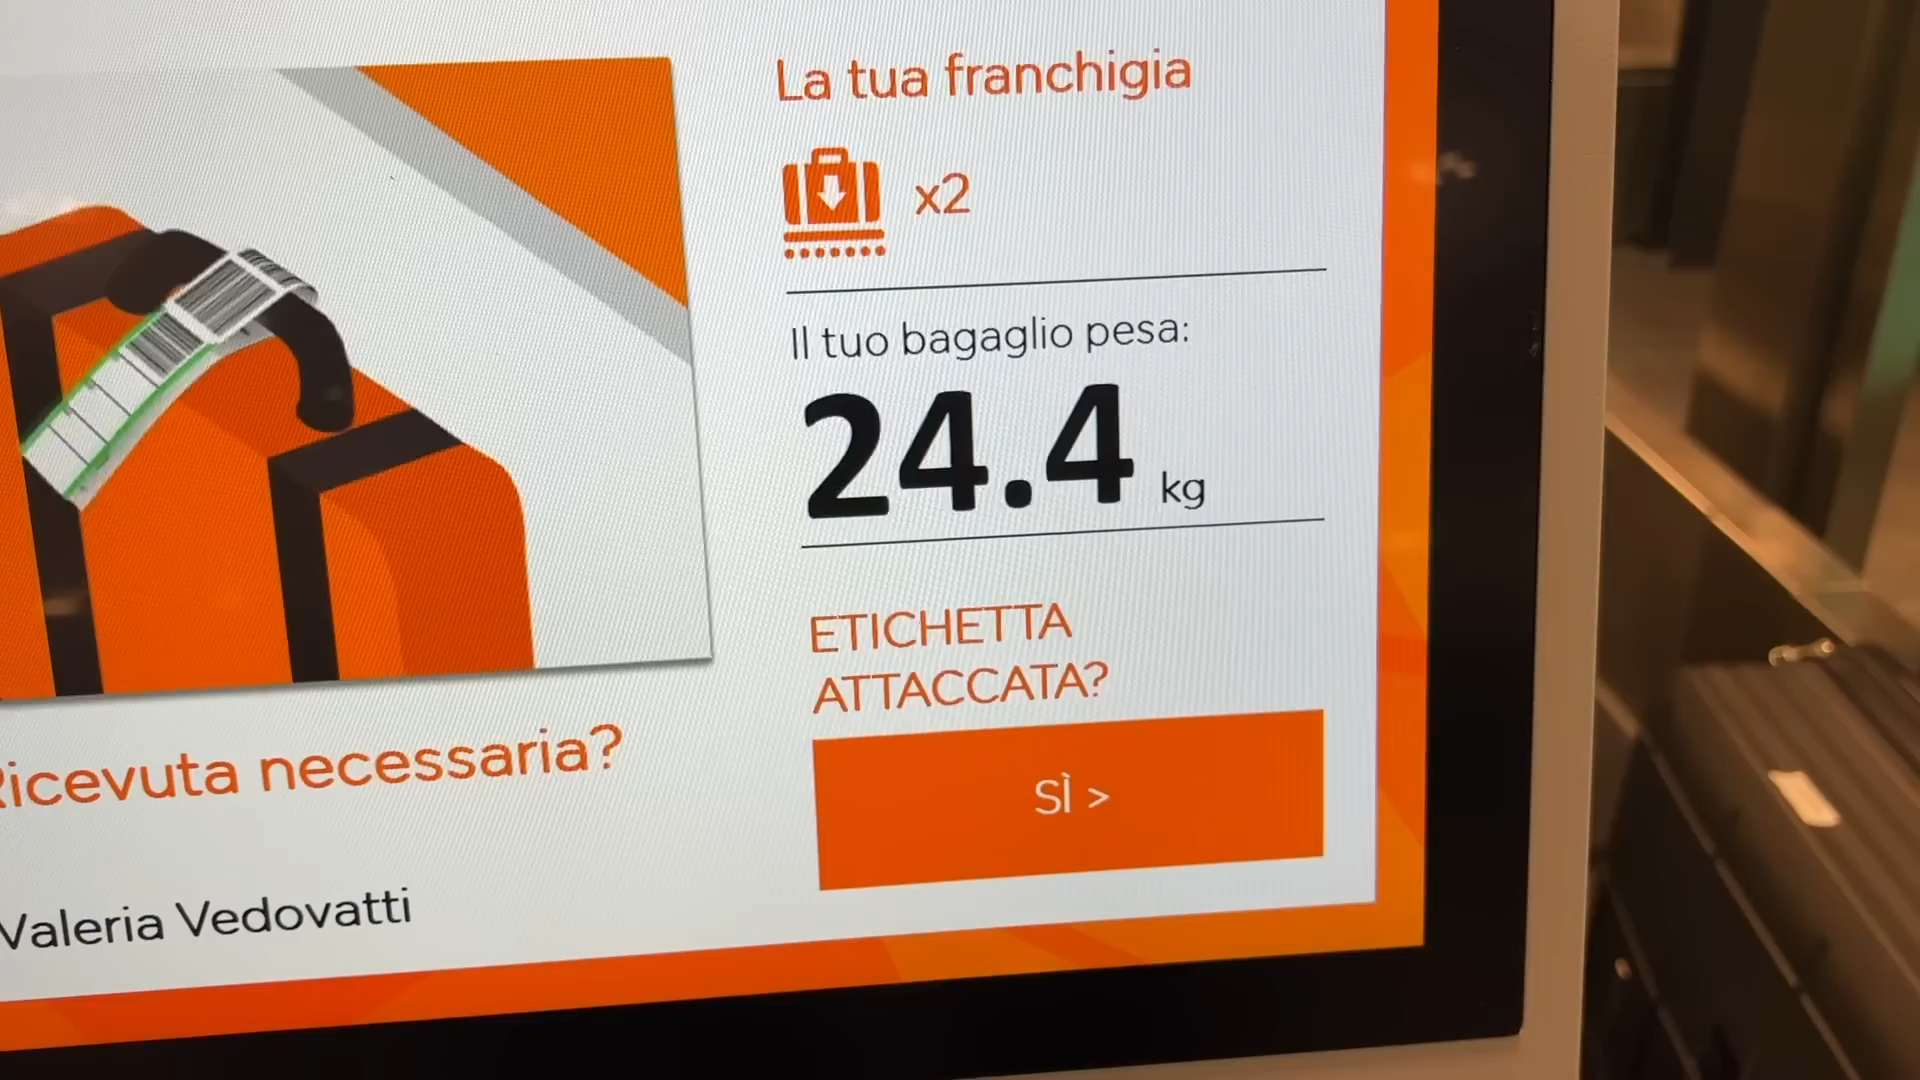 La tua franchigia
x2
Il tuo bagaglio pesa:
24.4 kg
ETICHETTA
ATTACCATA?
SÌ >
Ricevuta necessaria?
Valeria Vedovatti